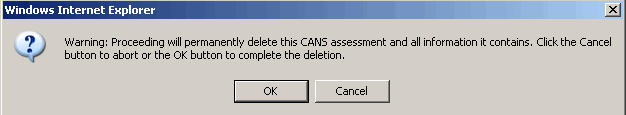 Windows Internet Explorer
Warning: Proceeding will permanently delete this CANS assessment and all information it contains. Click the Cancel
button to abort or the OK button to complete the deletion.
OK
Cancel